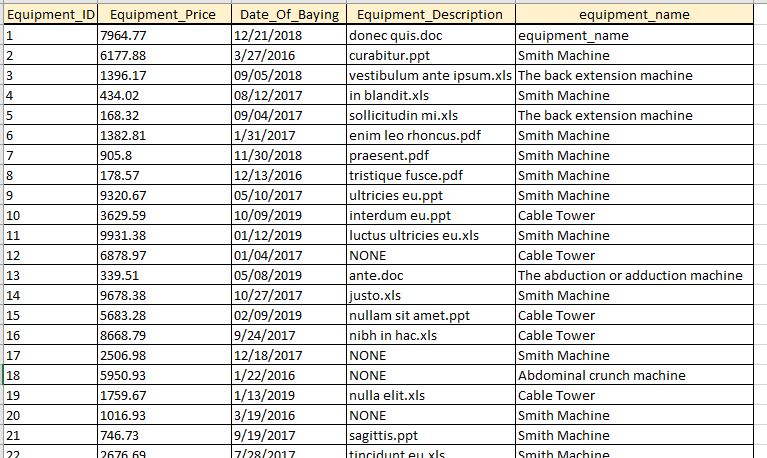 Equipment_ID Equipment_Price Date_Of_Baying Equipment_Description equipment_name
1 7964.77 12/21/2018 donec quis.doc equipment_name
2 6177.88 3/27/2016 curabitur.ppt Smith Machine
3 1396.17 09/05/2018 vestibulum ante ipsum.xls The back extension machine
4 434.02 08/12/2017 in blandit.xls Smith Machine
5 168.32 09/04/2017 sollicitudin mi.xls The back extension machine
6 1382.81 1/31/2017 enim leo rhoncus.pdf Smith Machine
7 905.8 11/30/2018 praesent.pdf Smith Machine
8 178.57 12/13/2016 tristique fusce.pdf Smith Machine
9 9320.67 05/10/2017 ultricies eu.ppt Smith Machine
10 3629.59 10/09/2019 interdum eu.ppt Cable Tower
11 9931.38 01/12/2019 luctus ultricies eu.xls Smith Machine
12 6878.97 01/04/2017 NONE Cable Tower
13 339.51 05/08/2019 ante.doc The abduction or adduction machine
14 9678.38 10/27/2017 justo.xls Smith Machine
15 5683.28 02/09/2019 nullam sit amet.ppt Cable Tower
16 8668.79 9/24/2017 nibh in hac.xls Cable Tower
17 2506.98 12/18/2017 NONE Smith Machine
18 5950.93 1/22/2016 NONE Abdominal crunch machine
19 1759.67 1/13/2019 nulla elit.xls Cable Tower
20 1016.93 3/19/2016 NONE Smith Machine
21 746.73 9/19/2017 sagittis.ppt Smith Machine
22 2676.69 7/28/2017 tincidunt eu.xls Smith Machine